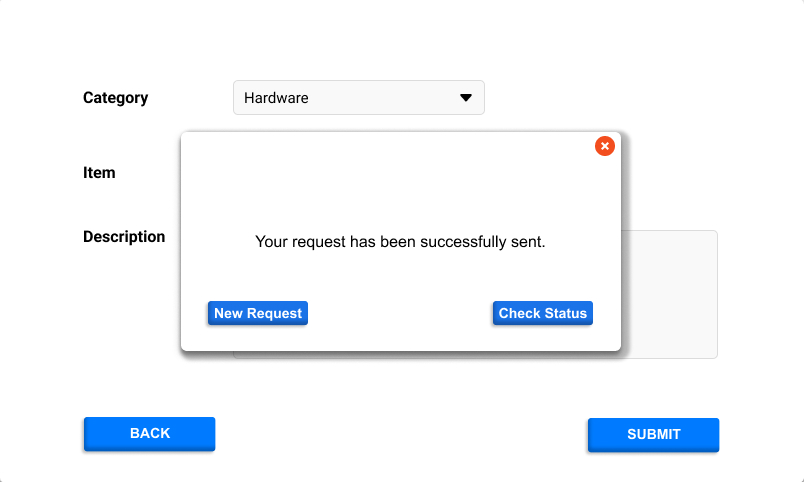 Category
Hardware
Item
Description
Your request has been successfully sent.
New Request
Check Status
BACK
SUBMIT